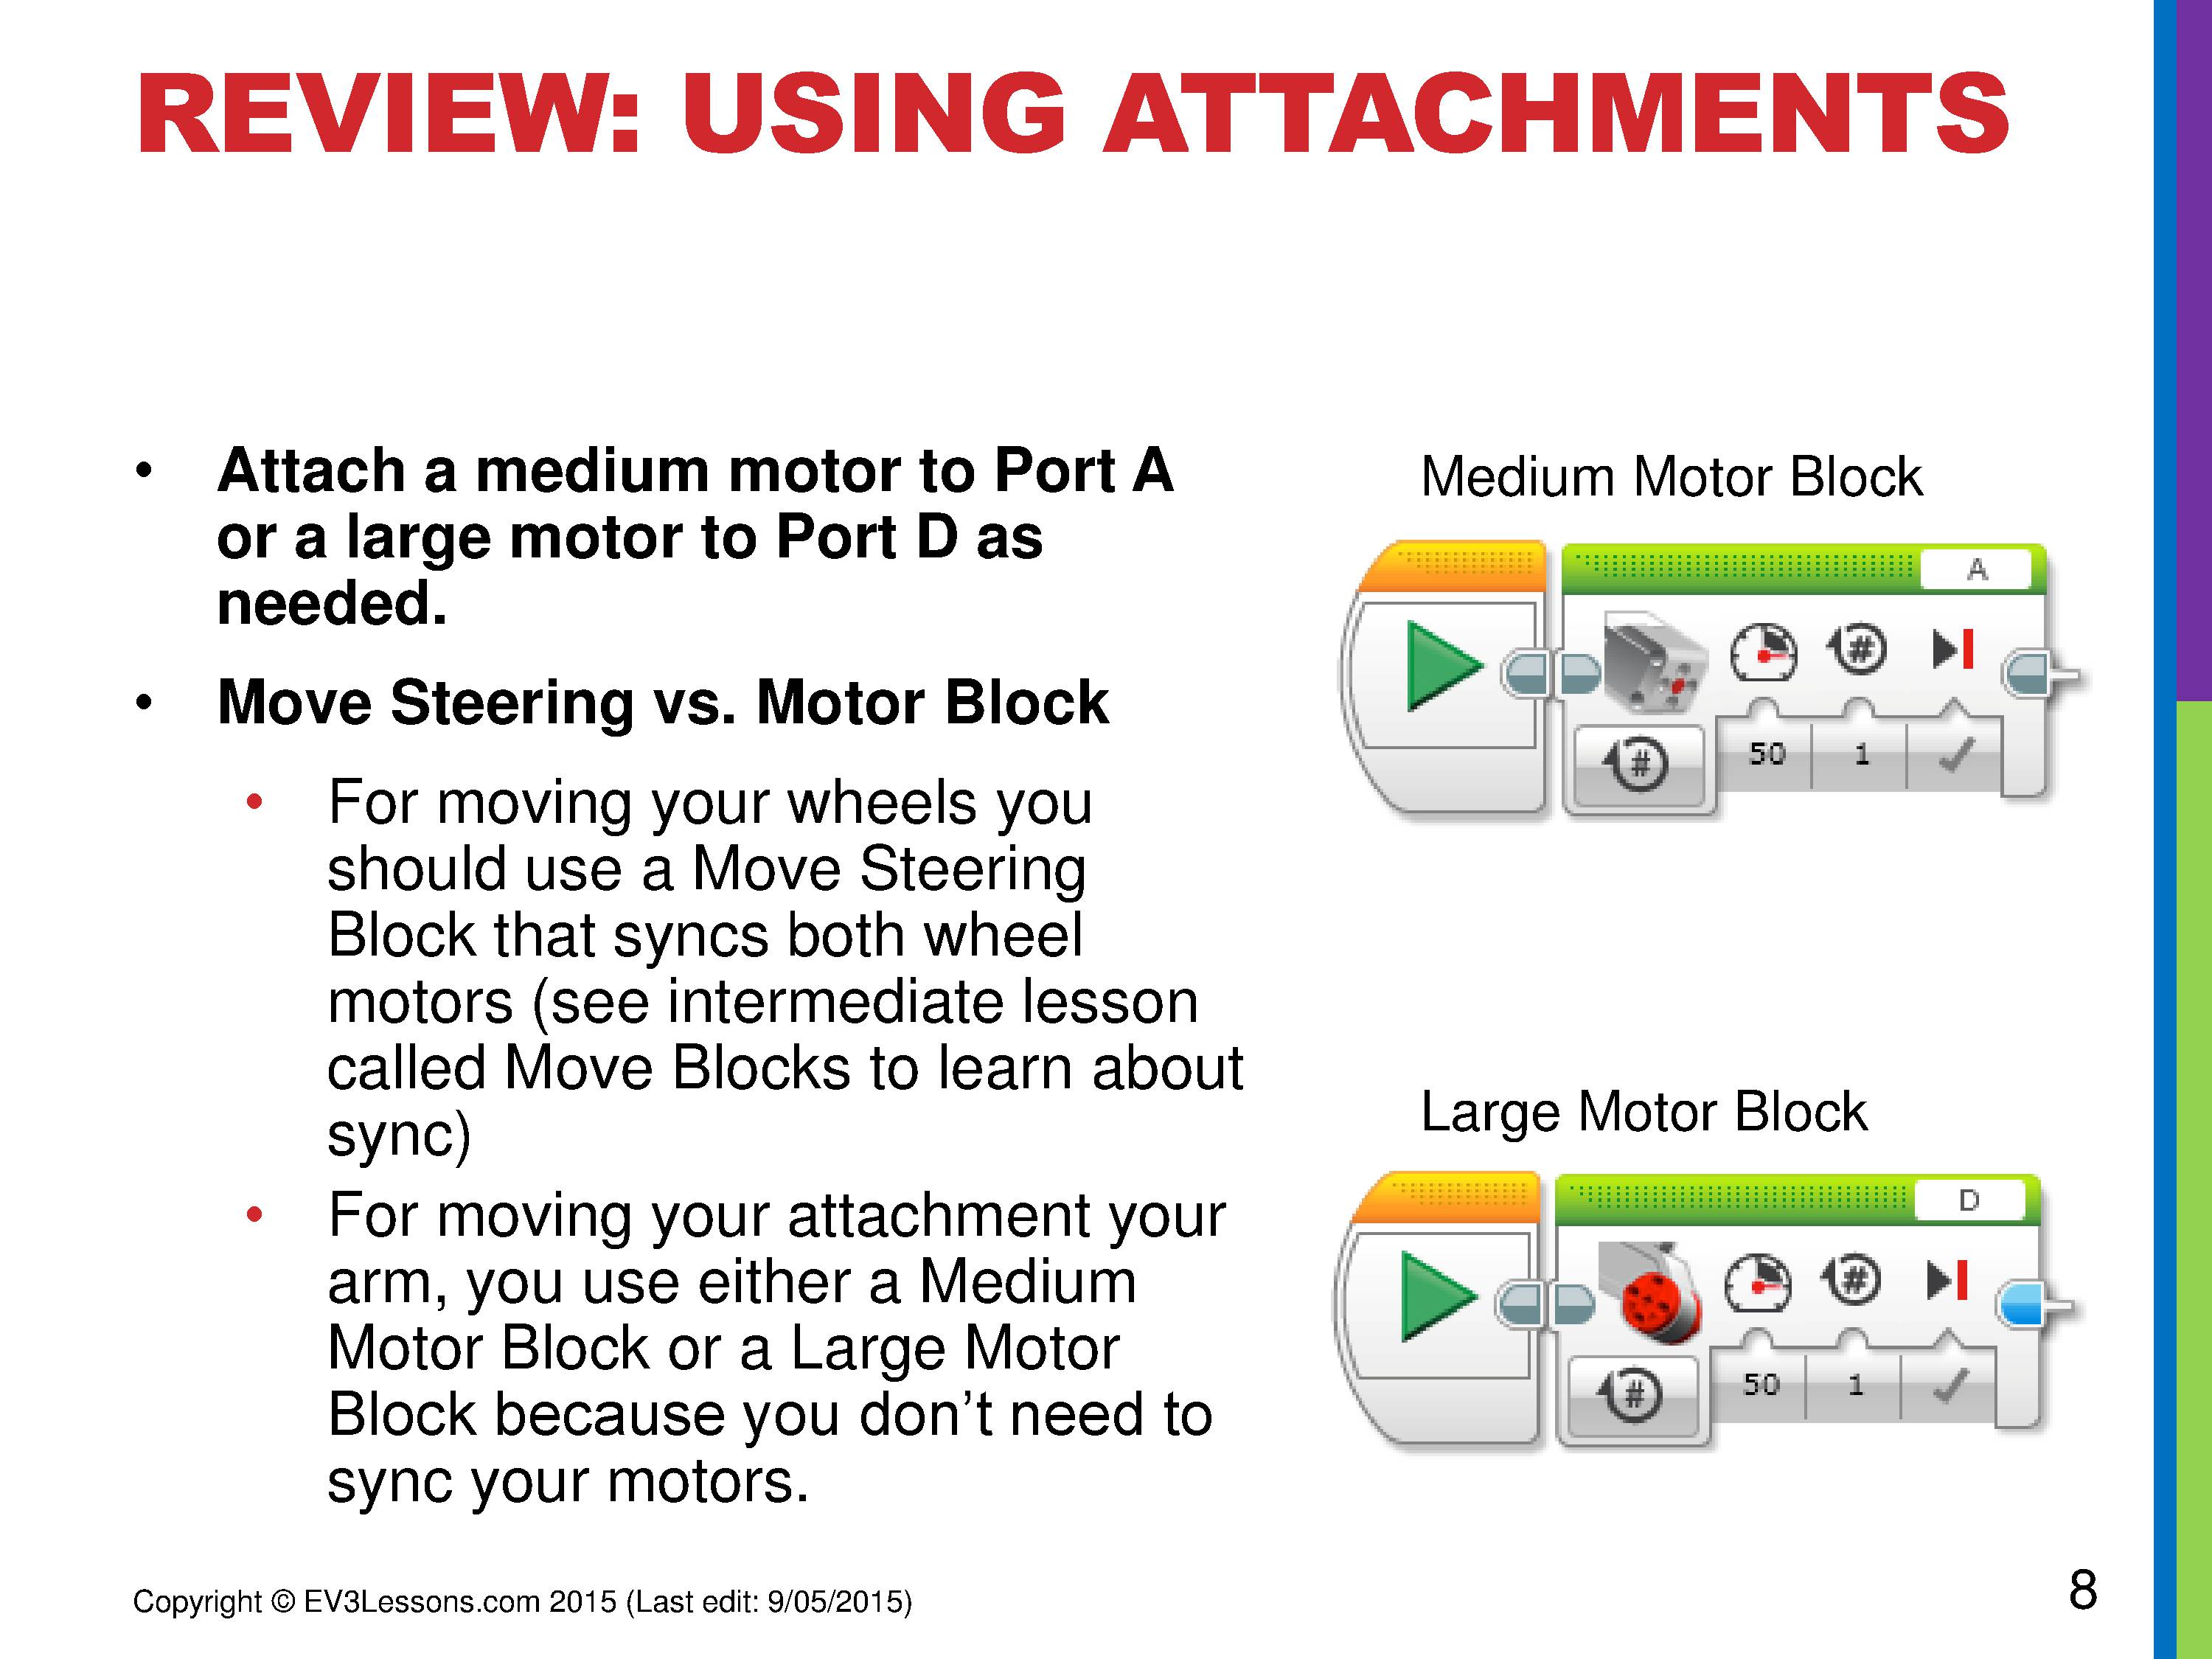 REVIEW: USING ATTACHMENTS
• Attach a medium motor to Port A
or a large motor to Port D as
needed.
• Move Steering vs. Motor Block
• For moving your wheels you
should use a Move Steering
Block that syncs both wheel
motors (see intermediate lesson
called Move Blocks to learn about
sync)
• For moving your attachment your
arm, you use either a Medium
Motor Block or a Large Motor
Block because you don’t need to
sync your motors.
Medium Motor Block
A
#
# 50 1
Large Motor Block
D
#
# 50 1
Copyright © EV3Lessons.com 2015 (Last edit: 9/05/2015)
8